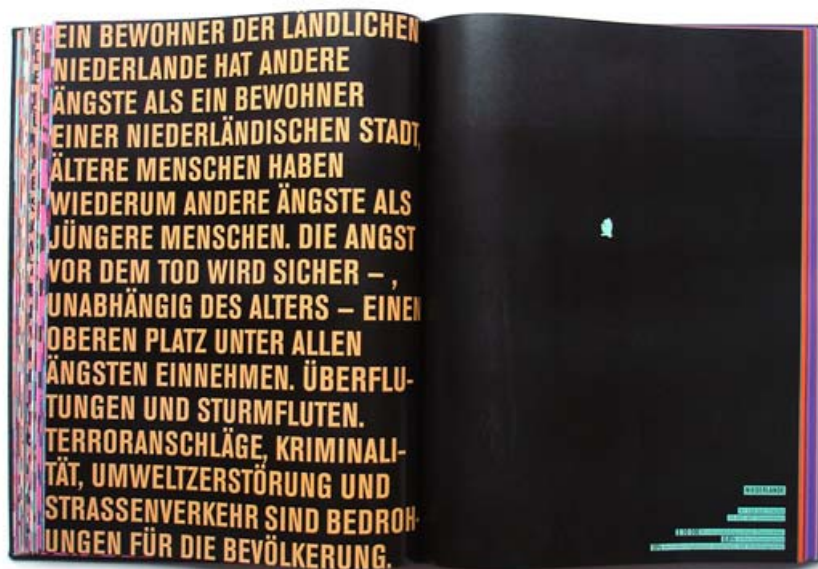 EIN BEWOHNER DER LÄNDLICHEN
NIEDERLANDE HAT ANDERE
ÄNGSTE ALS EIN BEWOHNER
EINER NIEDERLÄNDISCHEN STADT,
ÄLTERE MENSCHEN HABEN
WIEDERUM ANDERE ÄNGSTE ALS
JÜNGERE MENSCHEN. DIE ANGST
VOR DEM TOD WIRD SICHER – ,
UNABHÄNGIG DES ALTERS – EINEN
OBEREN PLATZ UNTER ALLEN
ÄNGSTEN EINNEHMEN. ÜBERFLU-
TUNGEN UND STURMFLUTEN.
TERRORANSCHLÄGE, KRIMINALI-
TÄT, UMWELTZERSTÖRUNG UND
STRASSENVERKEHR SIND BEDROH-
UNGEN FÜR DIE BEVÖLKERUNG.
NIEDERLANDE